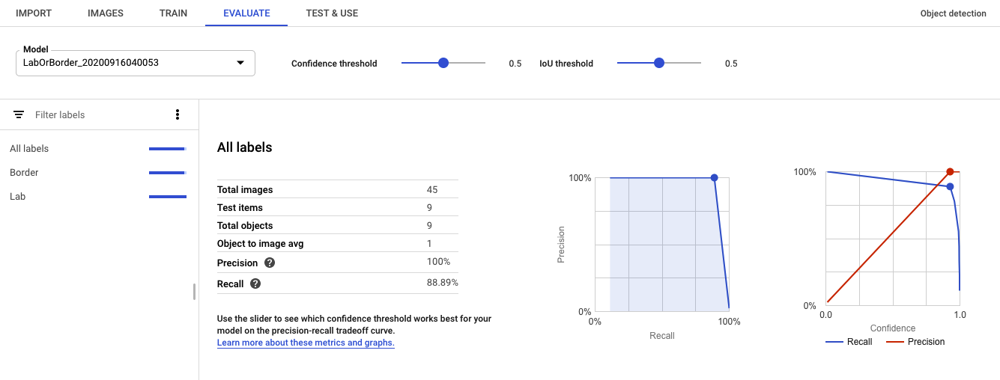 IMPORT IMAGES TRAIN EVALUATE TEST & USE Object detection
Model
LabOrBorder_20200916040053
Confidence threshold 0.5 IoU threshold 0.5
Filter labels
All labels
Border
Lab
All labels
Total images 45
Test items 9
Total objects 9
Object to image avg 1
Precision ? 100%
Recall ? 88.89%
Use the slider to see which confidence threshold works best for your
model on the precision-recall tradeoff curve.
Learn more about these metrics and graphs.
100%
Precision
0%
0% 100%
Recall
100%
0%
0.0 1.0
Confidence
Recall Precision